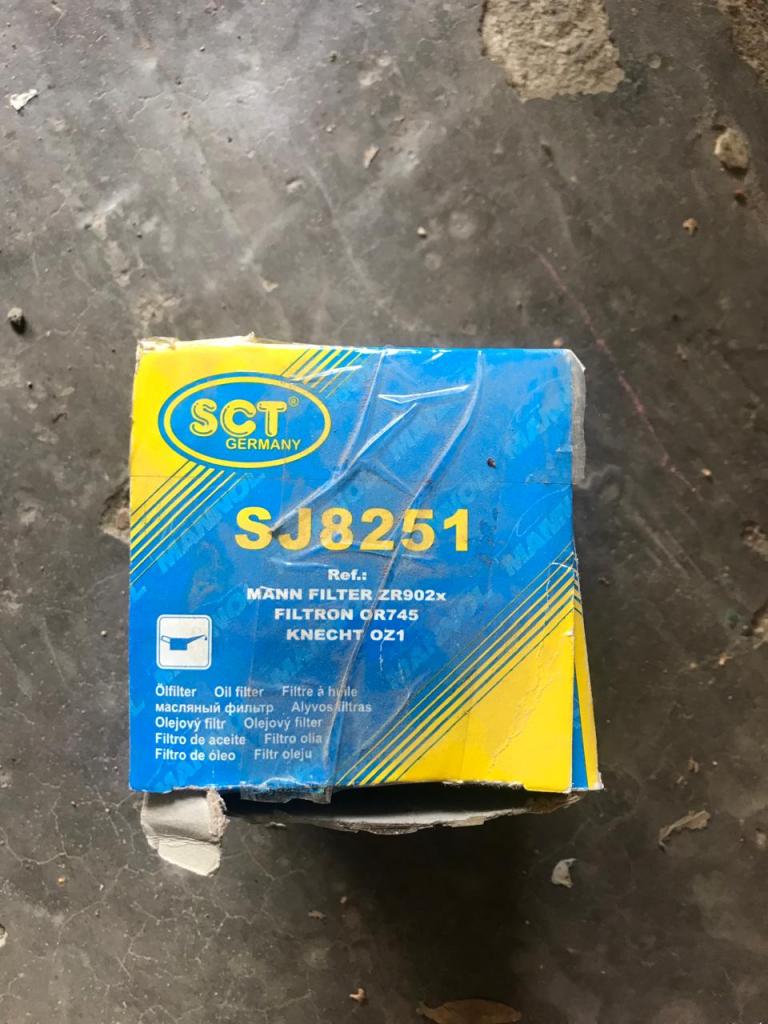 SCT®
GERMANY
SJ8251
Ref.:
MANN FILTER ZR902x
FILTRON OR745
KNECHT OZ1
Ölfilter Oil filter Filtre à huile
масляный фильтр Alyvos filtras
Olejový filtr Olejový filter
Filtro de aceite Filtro olia
Filtro de óleo Filtr oleju